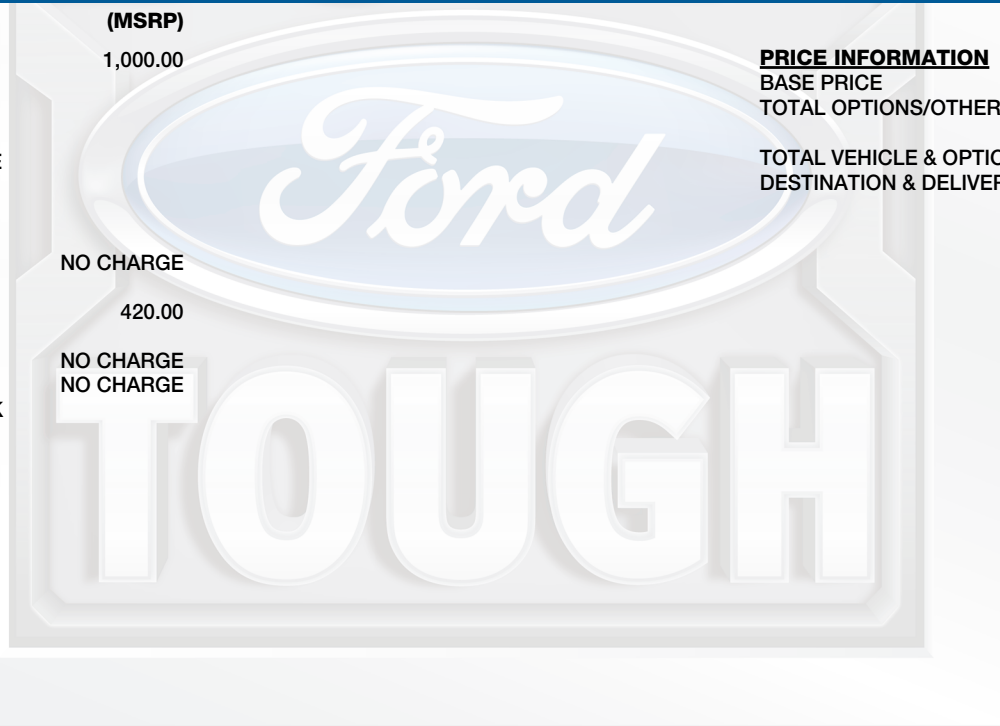 (MSRP)
1,000.00
E
NO CHARGE
420.00
NO CHARGE
NO CHARGE
K
PRICE INFORMATION
BASE PRICE
TOTAL OPTIONS/OTHER
TOTAL VEHICLE & OPTIO
DESTINATION & DELIVER
Ford
TOUGH